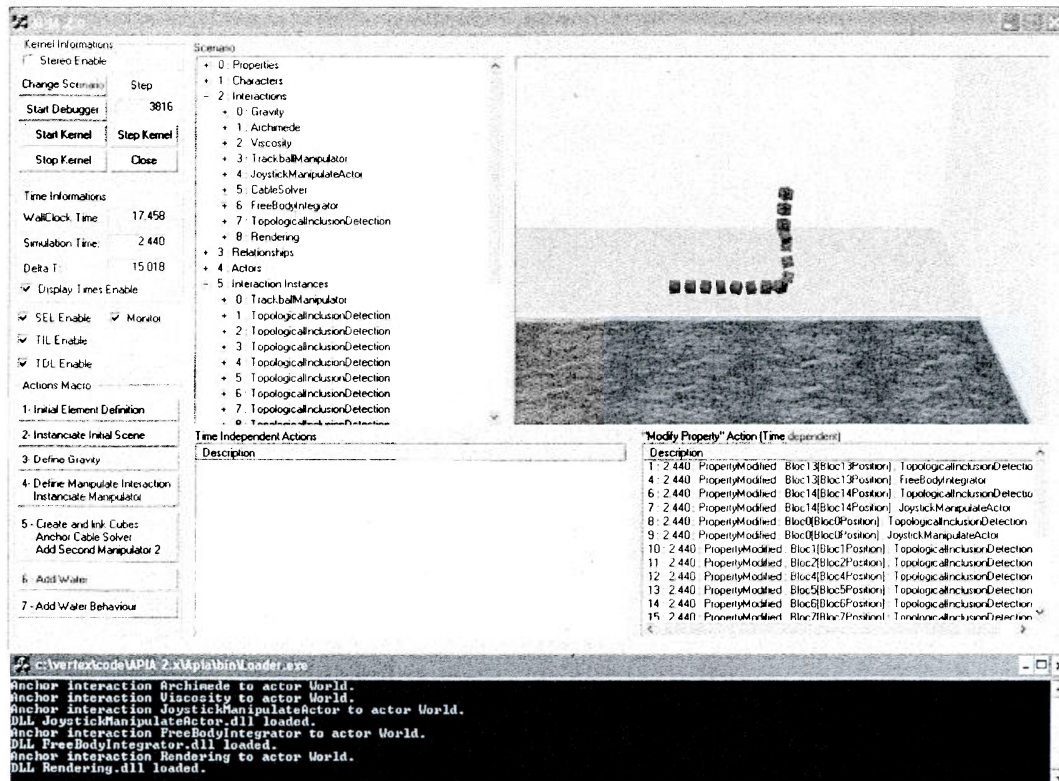 Kernel Informations
Stereo Enable
Change Scenario
Step
Start Debugger
3816
Start Kernel
Step Kernel
Stop Kernel
Close
Time Informations
WallClock Time
17.458
Simulation Time:
2.440
Delta T:
15.018
Display Times Enable
SEL Enable
Monitor
TIL Enable
TDL Enable
Actions Macro
1- Initial Element Definition
2- Instanciate Initial Scene
3- Define Gravity
4- Define Manipulate Interaction
Instanciate Manipulator
5 - Create and link Cubes
Anchor Cable Solver
Add Second Manipulator 2
6 - Add Water
7 - Add Water Behaviour
Scenario
+ 0 : Properties
+ 1 : Characters
- 2 : Interactions
+ 0 : Gravity
+ 1 : Archimede
+ 2 : Viscosity
+ 3 : TrackballManipulator
+ 4 : JoystickManipulateActor
+ 5 : CableSolver
+ 6 : FreeBodyIntegrator
+ 7 : TopologicalInclusionDetection
+ 8 : Rendering
+ 3 : Relationships
+ 4 : Actors
- 5 : Interaction Instances
+ 0 : TrackballManipulator
+ 1 : TopologicalInclusionDetection
+ 2 : TopologicalInclusionDetection
+ 3 : TopologicalInclusionDetection
+ 4 : TopologicalInclusionDetection
+ 5 : TopologicalInclusionDetection
+ 6 : TopologicalInclusionDetection
+ 7 : TopologicalInclusionDetection
+ 8 : TopologicalInclusionDetection
Time Independent Actions
Description
"Modify Property" Action (Time dependent)
Description
1 : 2.440 : PropertyModified : Bloc13[Bloc13Position] : TopologicalInclusionDetectio
4 : 2.440 : PropertyModified : Bloc13[Bloc13Position] : FreeBodyIntegrator
6 : 2.440 : PropertyModified : Bloc14[Bloc14Position] : TopologicalInclusionDetectio
7 : 2.440 : PropertyModified : Bloc14[Bloc14Position] : JoystickManipulateActor
8 : 2.440 : PropertyModified : Bloc0[Bloc0Position] : TopologicalInclusionDetection
9 : 2.440 : PropertyModified : Bloc0[Bloc0Position] : JoystickManipulateActor
10 : 2.440 : PropertyModified : Bloc1[Bloc1Position] : TopologicalInclusionDetection
11 : 2.440 : PropertyModified : Bloc2[Bloc2Position] : TopologicalInclusionDetection
12 : 2.440 : PropertyModified : Bloc4[Bloc4Position] : TopologicalInclusionDetection
13 : 2.440 : PropertyModified : Bloc5[Bloc5Position] : TopologicalInclusionDetection
14 : 2.440 : PropertyModified : Bloc6[Bloc6Position] : TopologicalInclusionDetection
15 : 2.440 : PropertyModified : Bloc7[Bloc7Position] : TopologicalInclusionDetection
c:\vertex\code\APIA 2.x\Apia\bin\Loader.exe
Anchor interaction Archimede to actor World.
Anchor interaction Viscosity to actor World.
Anchor interaction JoystickManipulateActor to actor World.
DLL JoystickManipulateActor.dll loaded.
Anchor interaction FreeBodyIntegrator to actor World.
DLL FreeBodyIntegrator.dll loaded.
Anchor interaction Rendering to actor World.
DLL Rendering.dll loaded.